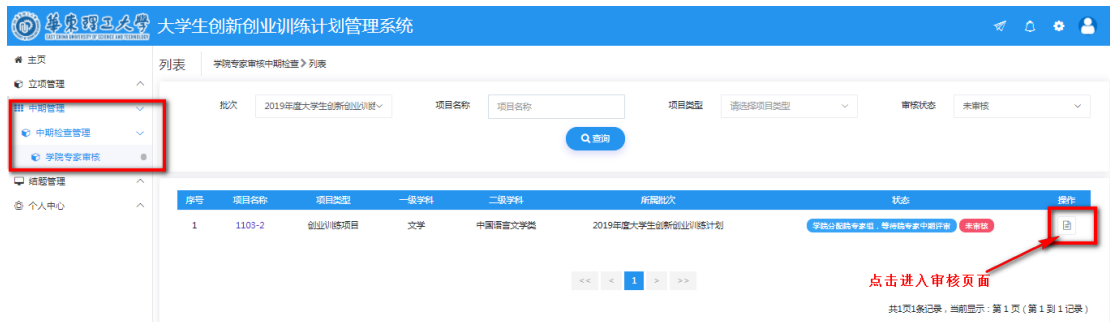 華東理工大學 大学生创新创业训练计划管理系统
EAST CHINA UNIVERSITY OF SCIENCE AND TECHNOLOGY
主页
立项管理
中期管理
中期检查管理
学院专家审核
结题管理
个人中心
列表 学院专家审核中期检查 > 列表
批次 2019年度大学生创新创业训练 项目名称 项目名称 项目类型 请选择项目类型 审核状态 未审核
查询
序号 项目名称 项目类型 一级学科 二级学科 所属批次 状态 操作
1 1103-2 创业训练项目 文学 中国语言文学类 2019年度大学生创新创业训练计划 学院分配院专家组，等待院专家中期评审 未审核
<< < 1 > >>
点击进入审核页面
共1页1条记录，当前显示：第 1 页（第 1 到 1 记录）